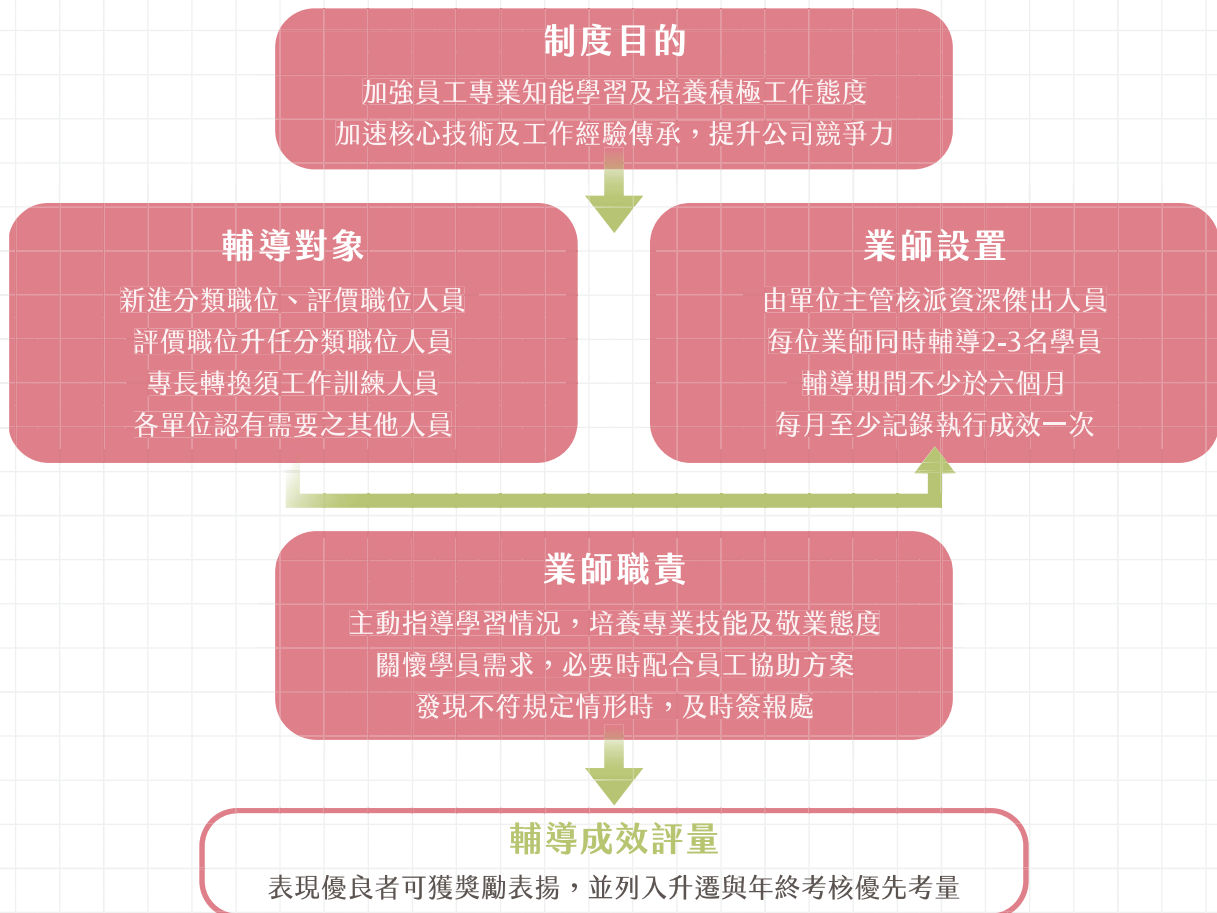 制度目的
加強員工專業知能學習及培養積極工作態度
加速核心技術及工作經驗傳承，提升公司競爭力
輔導對象
新進分類職位、評價職位人員
評價職位升任分類職位人員
專長轉換須工作訓練人員
各單位認有需要之其他人員
業師設置
由單位主管核派資深傑出人員
每位業師同時輔導2-3名學員
輔導期間不少於六個月
每月至少記錄執行成效一次
業師職責
主動指導學習情況，培養專業技能及敬業態度
關懷學員需求，必要時配合員工協助方案
發現不符規定情形時，及時簽報處
輔導成效評量
表現優良者可獲獎勵表揚，並列入升遷與年終考核優先考量